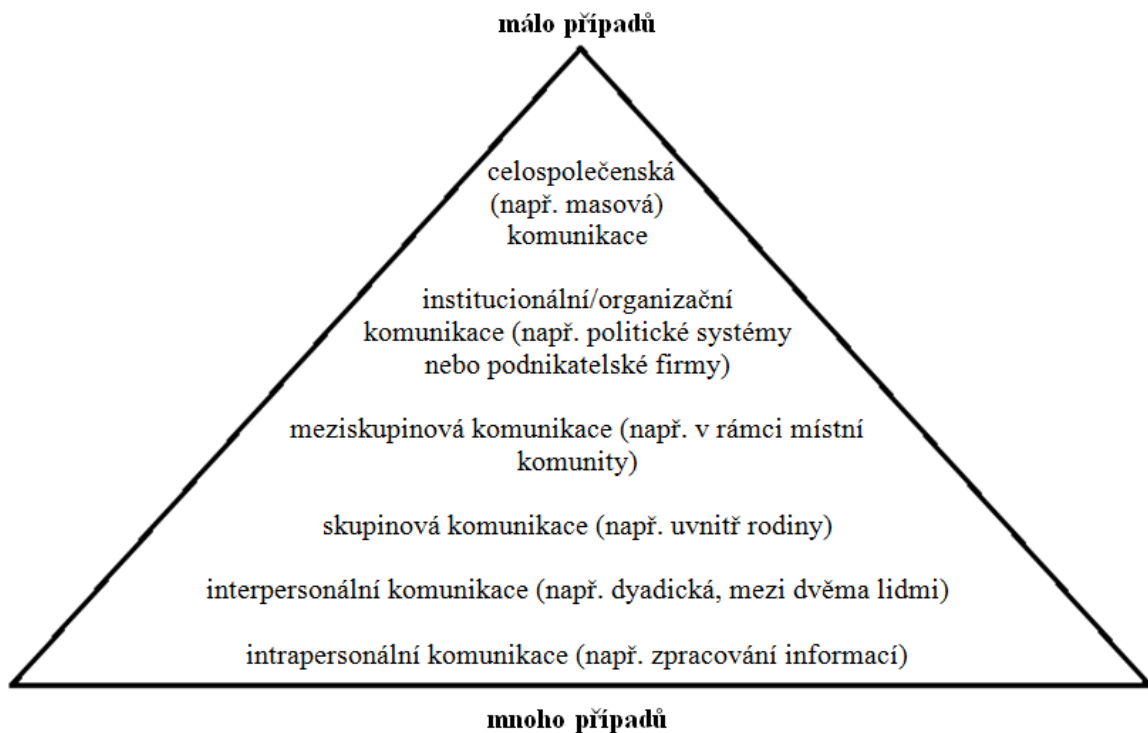 málo případů
celospolečenská
(např. masová)
komunikace
institucionální/organizační
komunikace (např. politické systémy
nebo podnikatelské firmy)
meziskupinová komunikace (např. v rámci místní
komunity)
skupinová komunikace (např. uvnitř rodiny)
interpersonální komunikace (např. dyadická, mezi dvěma lidmi)
intrapersonální komunikace (např. zpracování informací)
mnoho případů